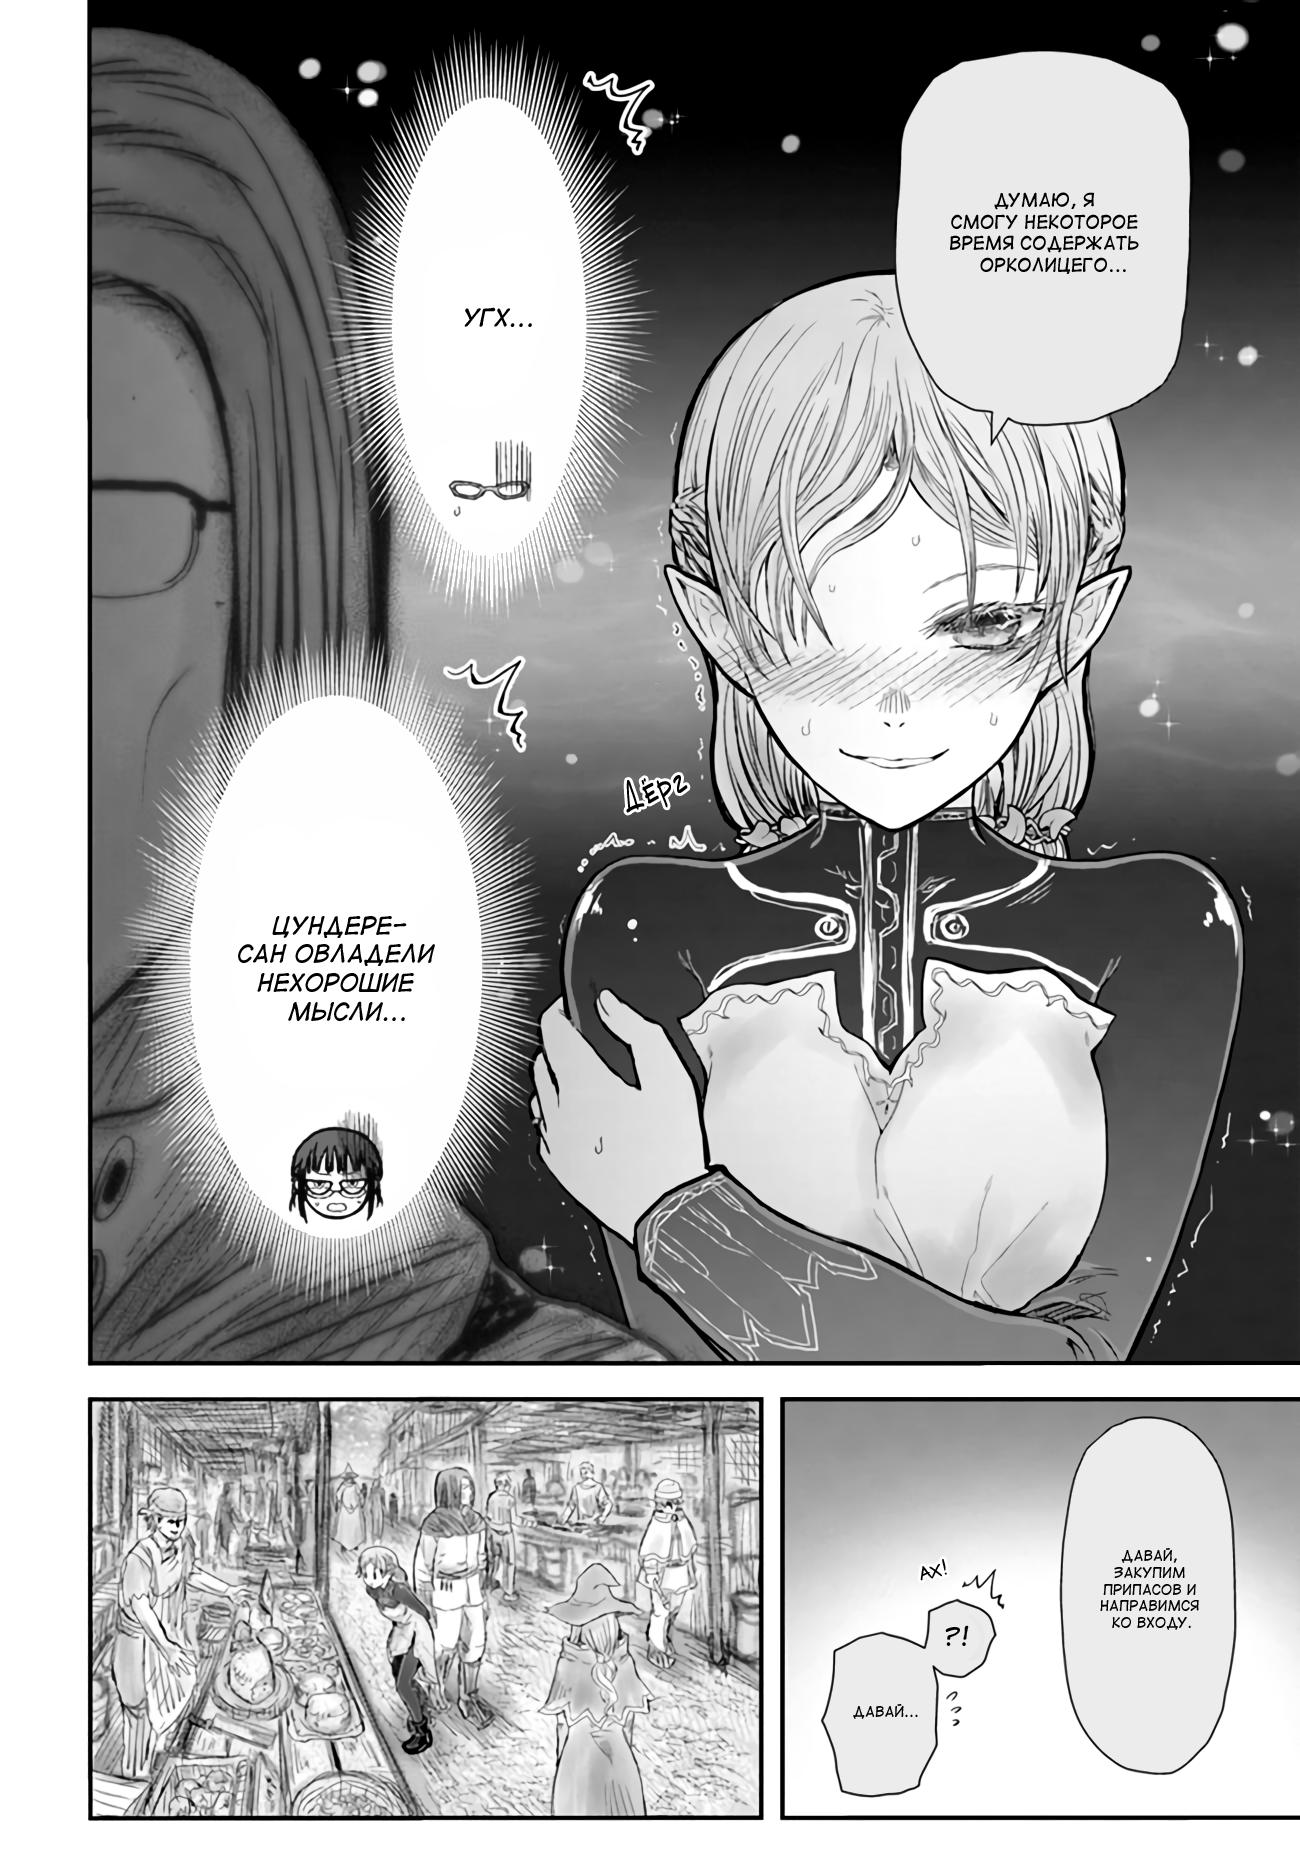 ДУМАЮ, Я
СМОГУ НЕКОТОРОЕ
ВРЕМЯ СОДЕРЖАТЬ
ОРКОЛИЦЕГО...
УГХ...
Дёрг
ЦУНДЕРЕ-
САН ОВЛАДЕЛИ
НЕХОРОШИЕ
МЫСЛИ...
ДАВАЙ,
ЗАКУПИМ
ПРИПАСОВ И
НАПРАВИМСЯ
КО ВХОДУ.
АХ!
?!
ДАВАЙ...